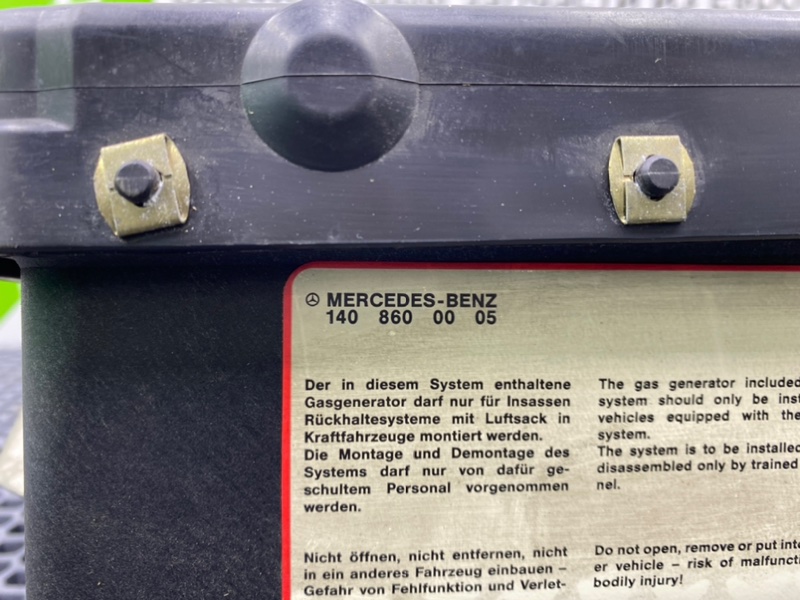 MERCEDES-BENZ
140 860 00 05
Der in diesem System enthaltene
Gasgenerator darf nur für Insassen
Rückhaltesysteme mit Luftsack in
Kraftfahrzeuge montiert werden.
Die Montage und Demontage des
Systems darf nur von dafür ge-
schultem Personal vorgenommen
werden.
Nicht öffnen, nicht entfernen, nicht
in ein anderes Fahrzeug einbauen –
Gefahr von Fehlfunktion und Verlet-
The gas generator included
system should only be inst
vehicles equipped with the
system.
The system is to be installed
disassembled only by trained
nel.
Do not open, remove or put inte
er vehicle – risk of malfuncti
bodily injury!